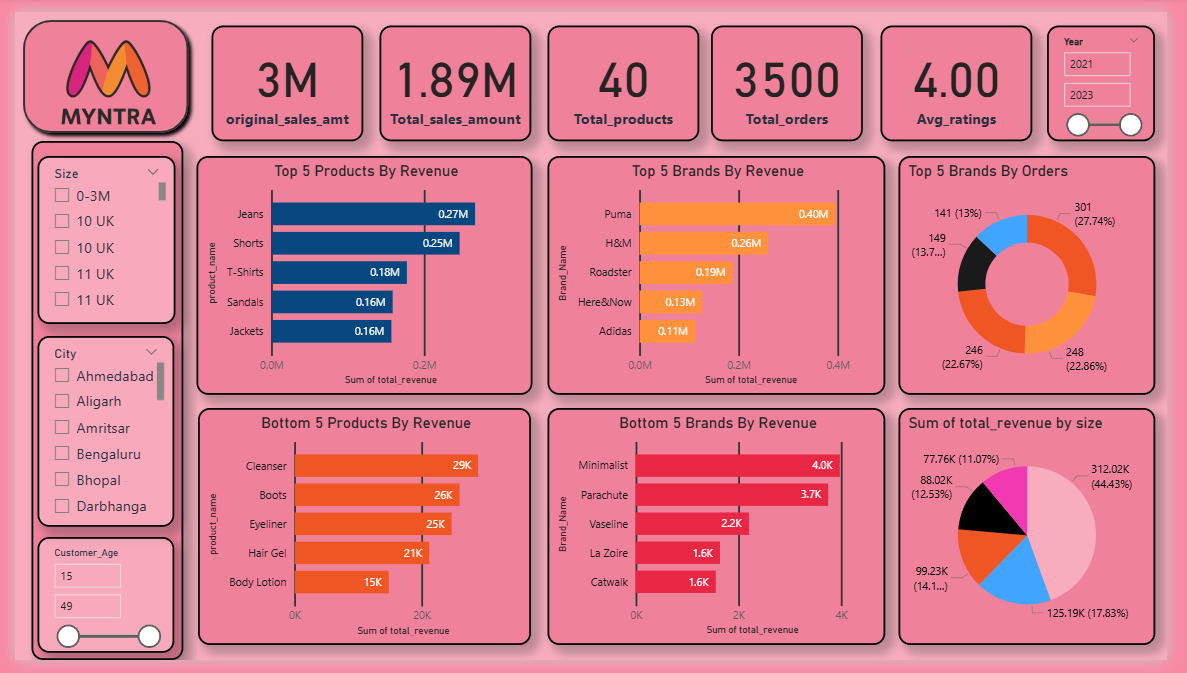 MYNTRA
3M
original_sales_amt
1.89M
Total_sales_amount
40
Total_products
3500
Total_orders
4.00
Avg_ratings
Year
2021
2023
Size
0-3M
10 UK
10 UK
11 UK
11 UK
City
Ahmedabad
Aligarh
Amritsar
Bengaluru
Bhopal
Darbhanga
Customer_Age
15
49
Top 5 Products By Revenue
product_name
Jeans
0.27M
Shorts
0.25M
T-Shirts
0.18M
Sandals
0.16M
Jackets
0.16M
0.0M 0.2M
Sum of total_revenue
Top 5 Brands By Revenue
Brand_Name
Puma
0.40M
H&M
0.26M
Roadster
0.19M
Here&Now
0.13M
Adidas
0.11M
0.0M 0.2M 0.4M
Sum of total_revenue
Top 5 Brands By Orders
301
(27.74%)
141 (13%)
149
(13.7...)
246
(22.67%)
248
(22.86%)
Bottom 5 Products By Revenue
product_name
Cleanser
29K
Boots
26K
Eyeliner
25K
Hair Gel
21K
Body Lotion
15K
0K 20K
Sum of total_revenue
Bottom 5 Brands By Revenue
Brand_Name
Minimalist
4.0K
Parachute
3.7K
Vaseline
2.2K
La Zoire
1.6K
Catwalk
1.6K
0K 2K 4K
Sum of total_revenue
Sum of total_revenue by size
77.76K (11.07%)
312.02K
(44.43%)
88.02K
(12.53%)
99.23K
(14.1...)
125.19K (17.83%)